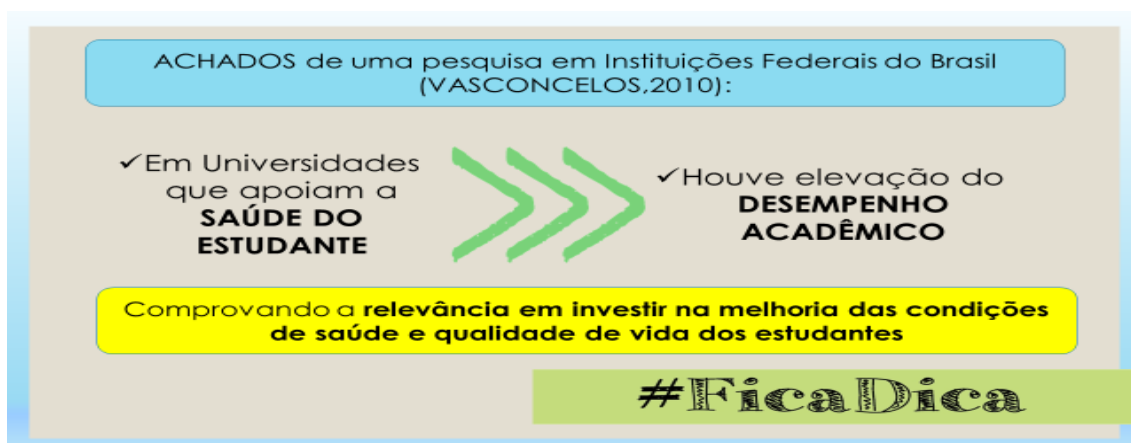 ACHADOS de uma pesquisa em Instituições Federais do Brasil
(VASCONCELOS,2010):
✓Em Universidades
que apoiam a
SAÚDE DO
ESTUDANTE
✓Houve elevação do
DESEMPENHO
ACADÊMICO
Comprovando a relevância em investir na melhoria das condições
de saúde e qualidade de vida dos estudantes
#FicaDica